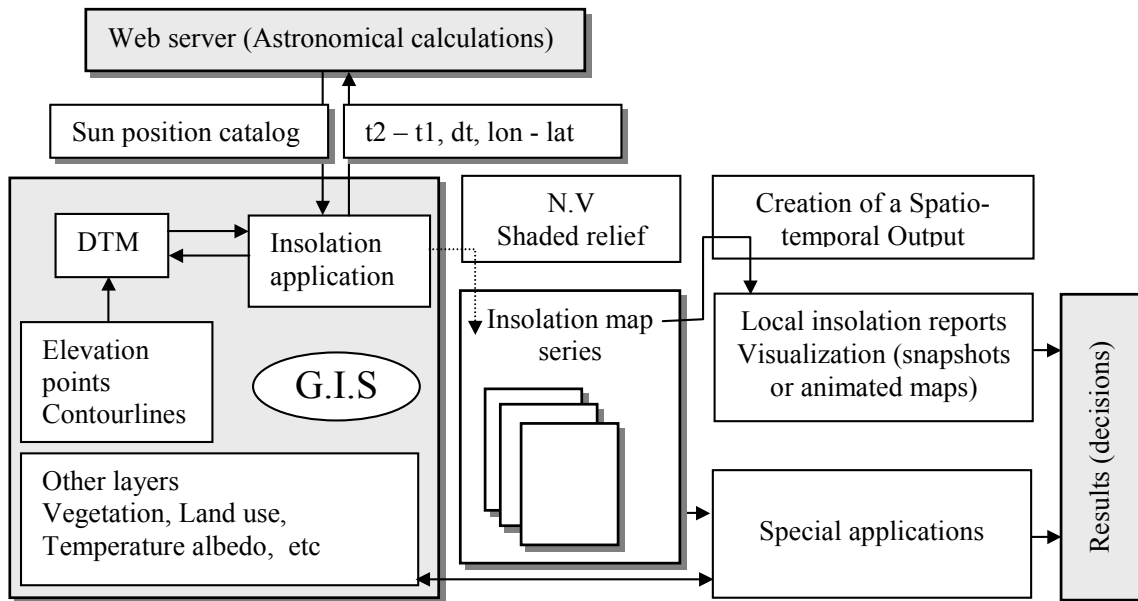 Web server (Astronomical calculations)
Sun position catalog
t2 – t1, dt, lon - lat
DTM
Insolation
application
N.V
Shaded relief
Creation of a Spatio-
temporal Output
Elevation
points
Contourlines
G.I.S
Insolation map
series
Local insolation reports
Visualization (snapshots
or animated maps)
Other layers
Vegetation, Land use,
Temperature albedo,  etc
Special applications
Results (decisions)